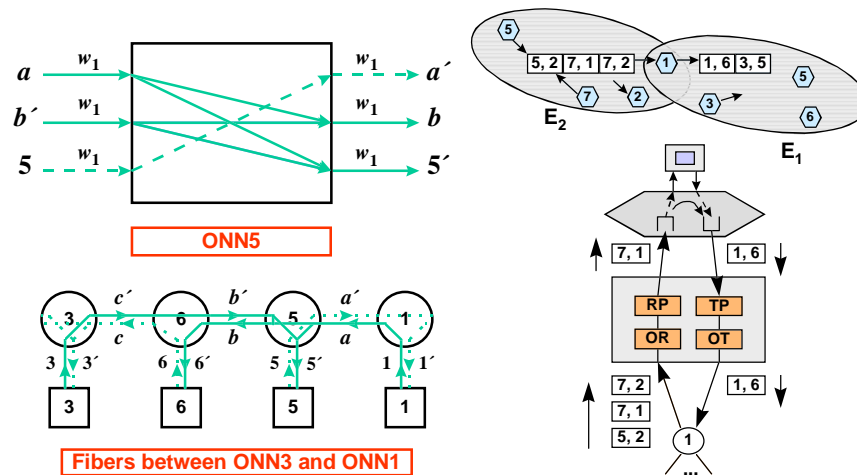 a w₁ w₁ a′
b′ w₁ w₁ b
5 w₁ w₁ 5′
ONN5
c′ b′ a′
3 6 5 1
c b a
3 3′ 6 6′ 5 5′ 1 1′
3 6 5 1
Fibers between ONN3 and ONN1
5
5, 2 7, 1 7, 2 1 1, 6 3, 5
5
7 2 3
6
E₂
E₁
7, 1 1, 6
RP TP
OR OT
7, 2 1, 6
7, 1
5, 2 1
...